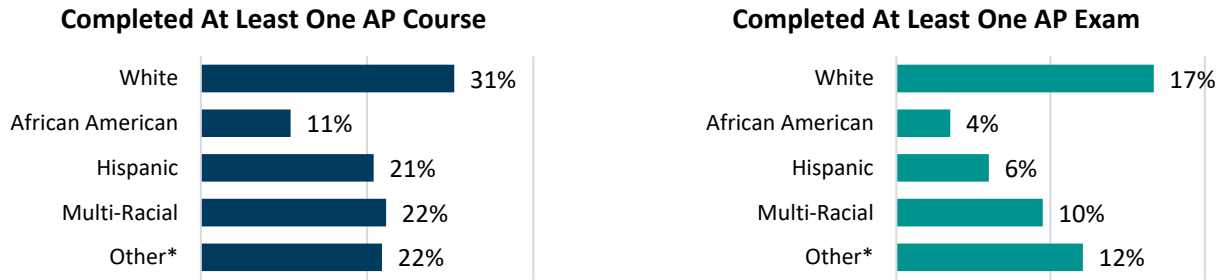 Completed At Least One AP Course
White 31%
African American 11%
Hispanic 21%
Multi-Racial 22%
Other* 22%
Completed At Least One AP Exam
White 17%
African American 4%
Hispanic 6%
Multi-Racial 10%
Other* 12%